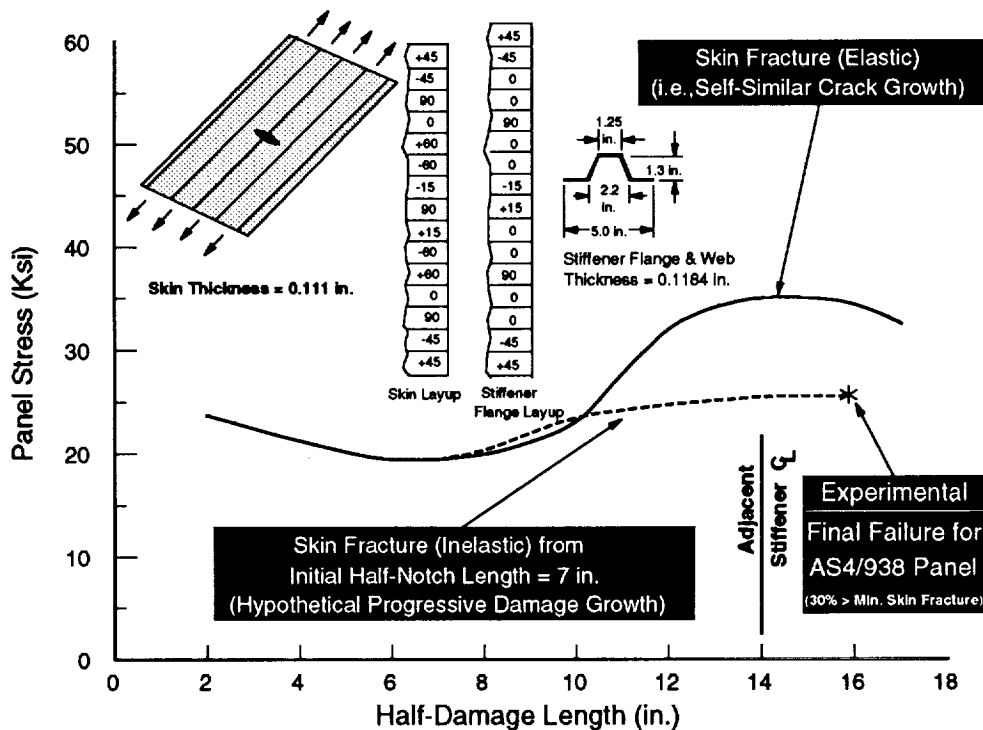 60
50
40
30
20
10
0
Panel Stress (Ksi)
0
2
4
6
8
10
12
14
16
18
Half-Damage Length (in.)
Skin Thickness = 0.111 in.
+45
-45
90
0
+60
-60
-15
90
+15
-60
+60
0
90
-45
+45
Skin Layup
+45
-45
0
0
90
0
0
-15
+15
0
0
90
0
0
-45
+45
Stiffener
Flange Layup
1.25
in.
1.3 in.
2.2
in.
5.0 in.
Stiffener Flange & Web
Thickness = 0.1184 in.
Skin Fracture (Elastic)
(i.e.,Self-Similar Crack Growth)
Skin Fracture (Inelastic) from
Initial Half-Notch Length = 7 in.
(Hypothetical Progressive Damage Growth)
Adjacent
Stiffener CL
Experimental
Final Failure for
AS4/938 Panel
(30% > Min. Skin Fracture)